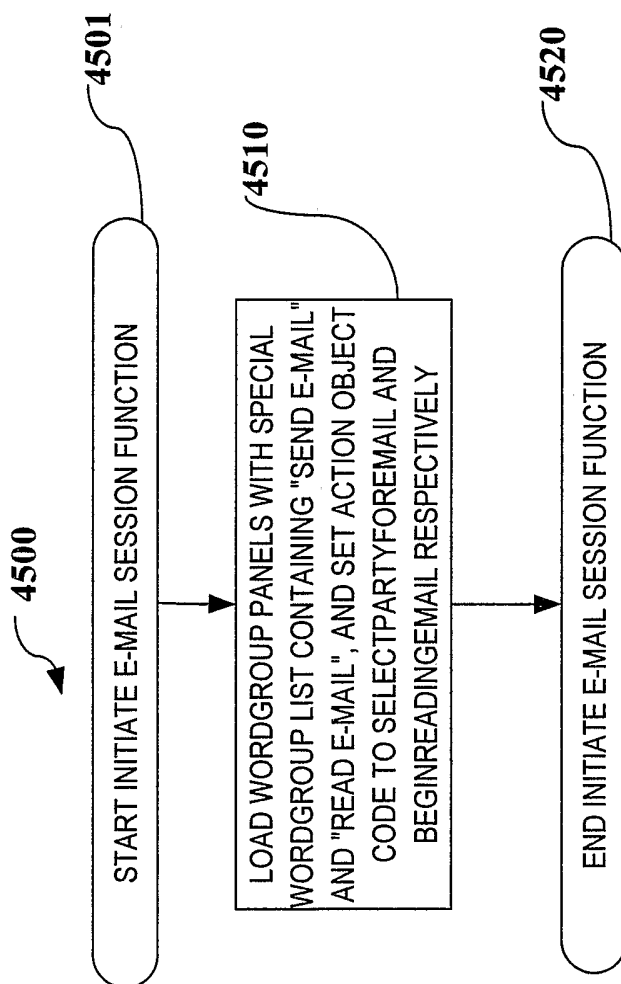 4500
START INITIATE E-MAIL SESSION FUNCTION
4501
LOAD WORDGROUP PANELS WITH SPECIAL
WORDGROUP LIST CONTAINING "SEND E-MAIL"
AND "READ E-MAIL", AND SET ACTION OBJECT
CODE TO SELECTPARTYFOREMAIL AND
BEGINREADINGEMAIL RESPECTIVELY
4510
END INITIATE E-MAIL SESSION FUNCTION
4520